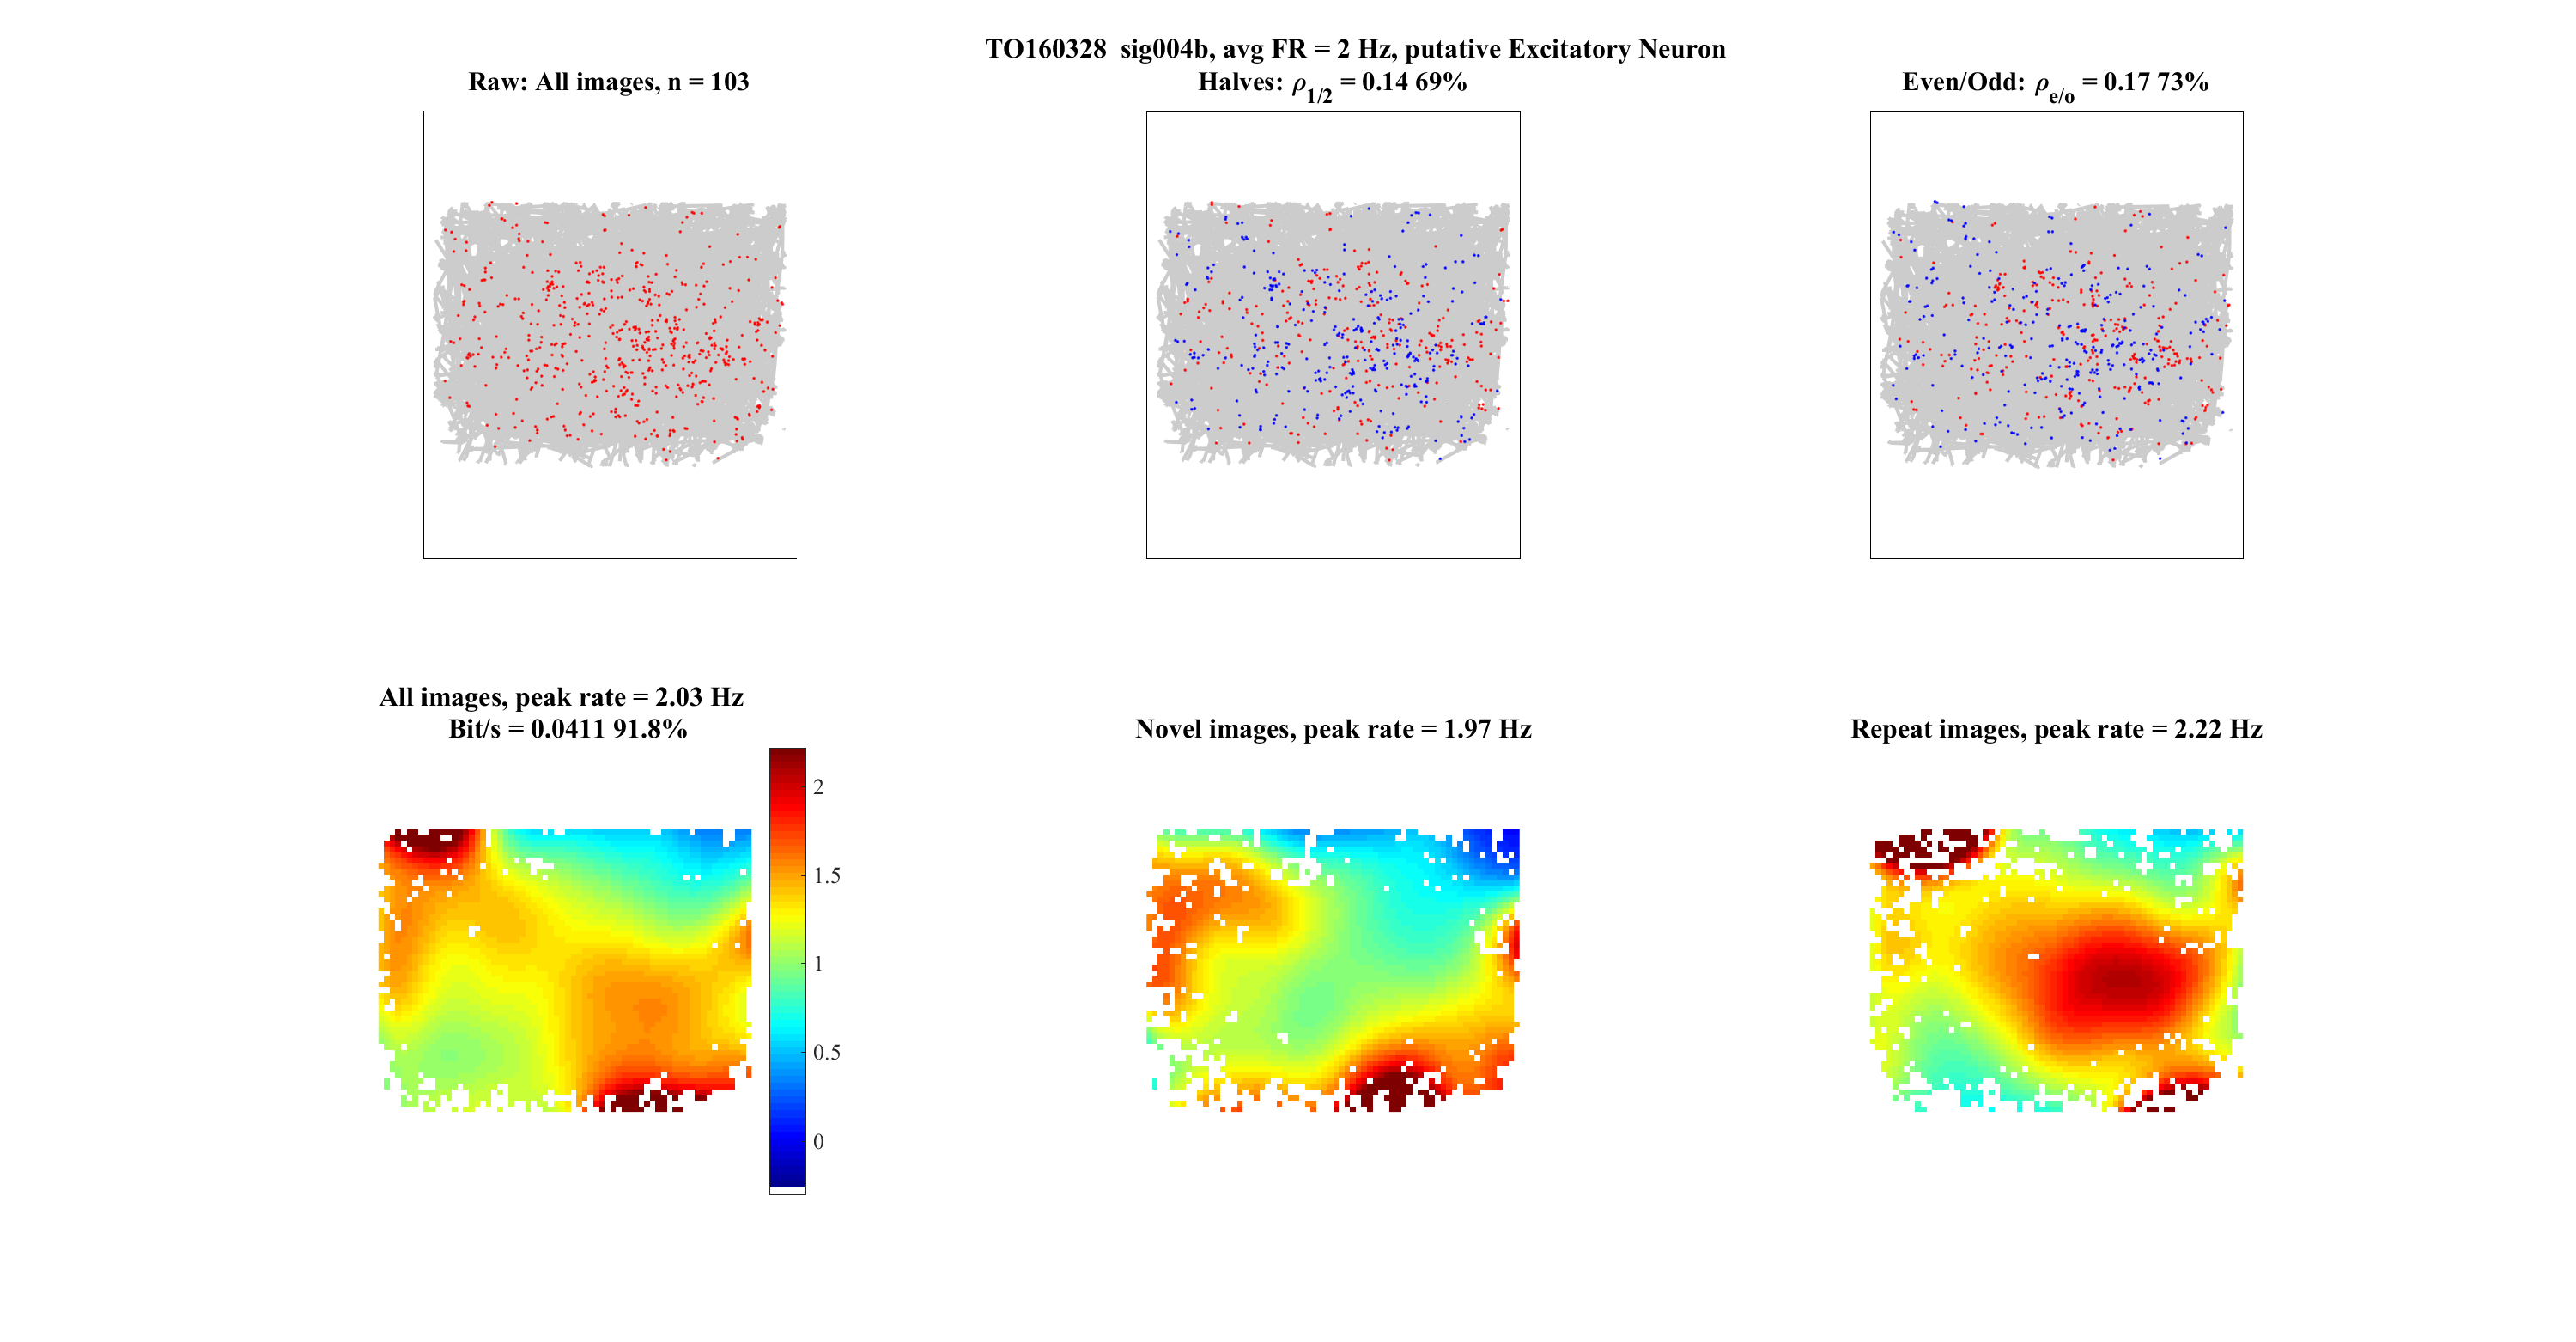 TO160328 sig004b, avg FR = 2 Hz, putative Excitatory Neuron
Raw: All images, n = 103
Halves: ρ1/2 = 0.14 69%
Even/Odd: ρe/o = 0.17 73%
All images, peak rate = 2.03 Hz
Bit/s = 0.0411 91.8%
Novel images, peak rate = 1.97 Hz
Repeat images, peak rate = 2.22 Hz
2
1.5
1
0.5
0